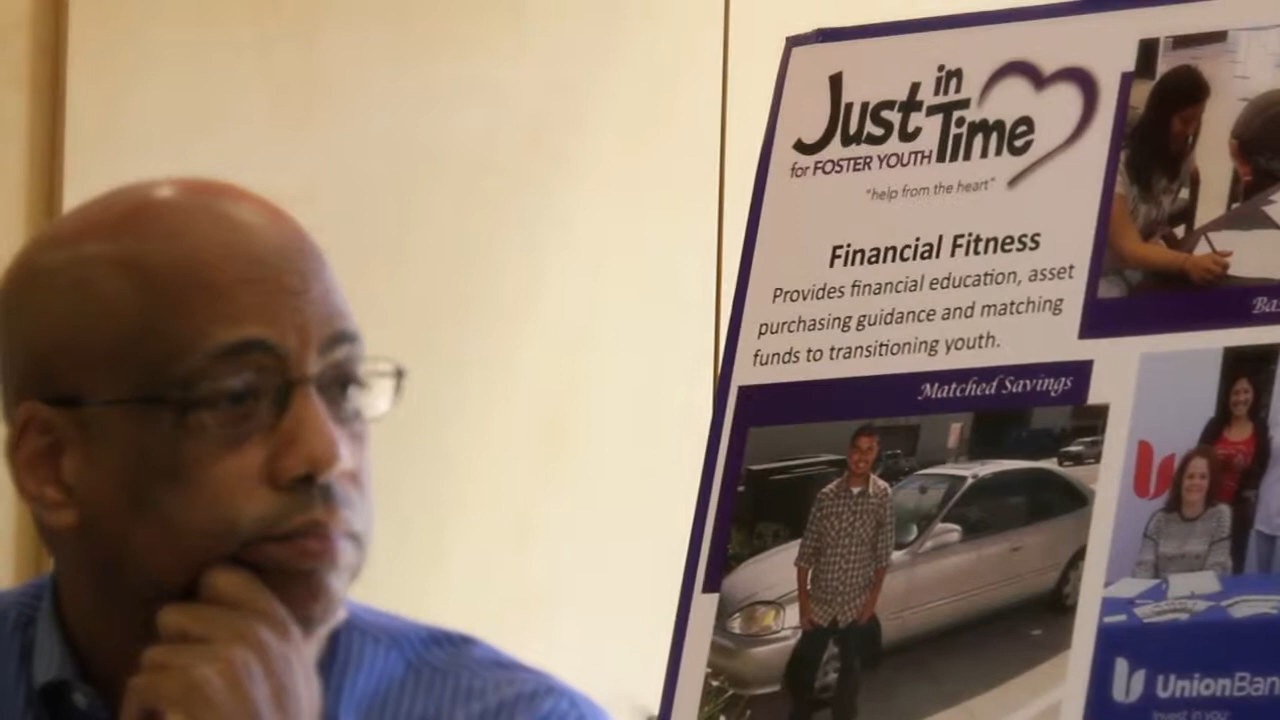 Just in Time
for FOSTER YOUTH
"help from the heart"
Financial Fitness
Provides financial education, asset
purchasing guidance and matching
funds to transitioning youth.
Matched Savings
Ba
UnionBan